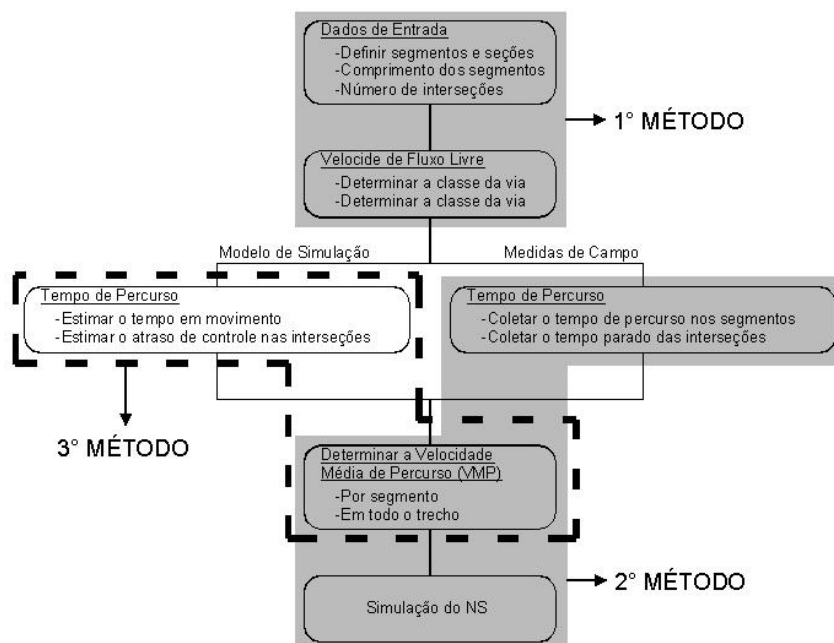 Dados de Entrada
-Definir segmentos e seções
-Comprimento dos segmentos
-Número de interseções
1° MÉTODO
Velocide de Fluxo Livre
-Determinar a classe da via
-Determinar a classe da via
Modelo de Simulação
Medidas de Campo
Tempo de Percurso
-Estimar o tempo em movimento
-Estimar o atraso de controle nas interseções
Tempo de Percurso
-Coletar o tempo de percurso nos segmentos
-Coletar o tempo parado das interseções
3° MÉTODO
Determinar a Velocidade
Média de Percurso (VMP)
-Por segmento
-Em todo o trecho
2° MÉTODO
Simulação do NS